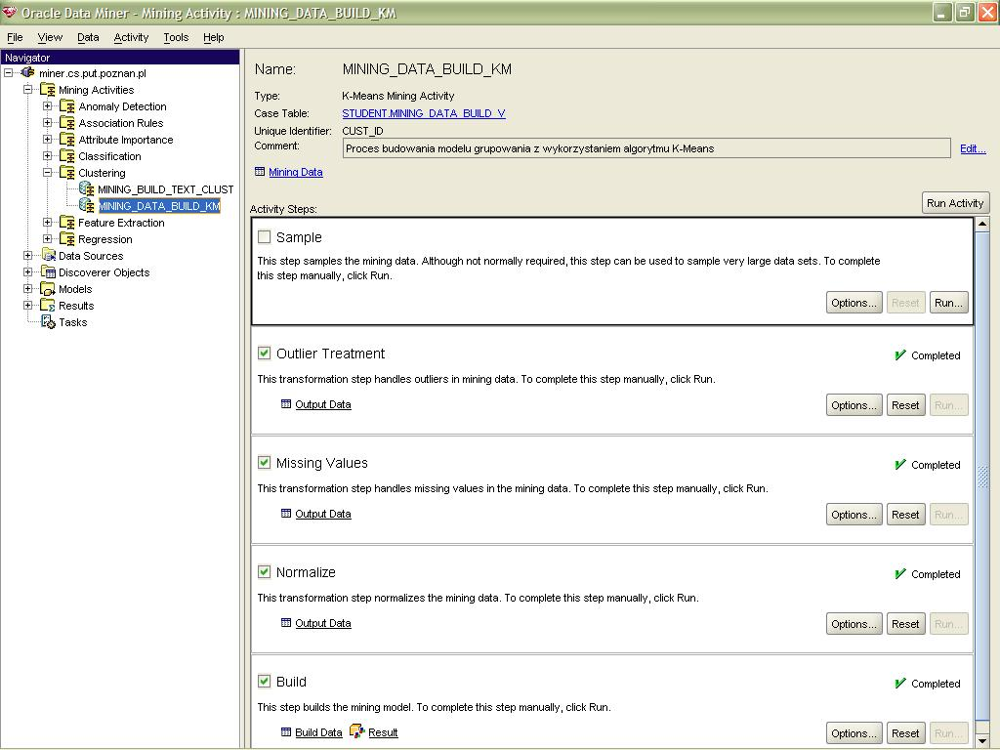 Oracle Data Miner - Mining Activity : MINING_DATA_BUILD_KM
File View Data Activity Tools Help
Navigator
miner.cs.put.poznan.pl
Mining Activities
Anomaly Detection
Association Rules
Attribute Importance
Classification
Clustering
MINING_BUILD_TEXT_CLUST
MINING_DATA_BUILD_KM
Feature Extraction
Regression
Data Sources
Discoverer Objects
Models
Results
Tasks
Name: MINING_DATA_BUILD_KM
Type: K-Means Mining Activity
Case Table: STUDENT.MINING_DATA_BUILD_V
Unique Identifier: CUST_ID
Comment: Proces budowania modelu grupowania z wykorzystaniem algorytmu K-Means Edit...
Mining Data
Activity Steps: Run Activity
Sample
This step samples the mining data. Although not normally required, this step can be used to sample very large data sets. To complete
this step manually, click Run.
Options... Reset Run...
Outlier Treatment Completed
This transformation step handles outliers in mining data. To complete this step manually, click Run.
Output Data Options... Reset Run...
Missing Values Completed
This transformation step handles missing values in the mining data. To complete this step manually, click Run.
Output Data Options... Reset Run...
Normalize Completed
This transformation step normalizes the mining data. To complete this step manually, click Run.
Output Data Options... Reset Run...
Build Completed
This step builds the mining model. To complete this step manually, click Run.
Build Data Result Options... Reset Run...